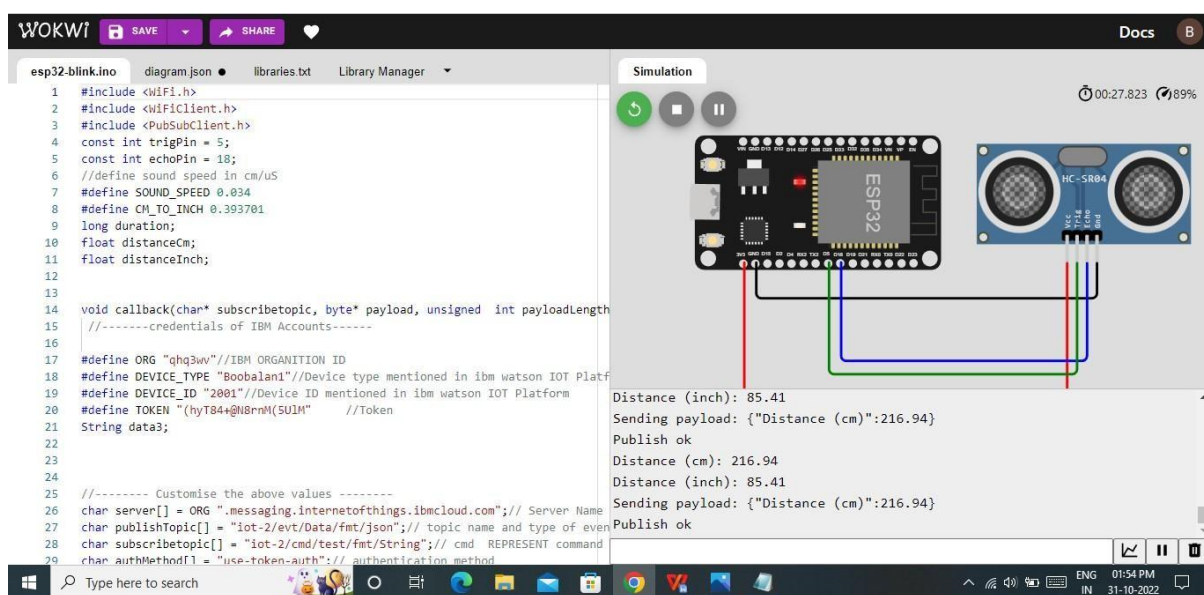 WOKWi SAVE SHARE Docs B
esp32-blink.ino diagram.json ● libraries.txt Library Manager
Simulation
00:27.823 89%
1 #include <WiFi.h>
2 #include <WiFiClient.h>
3 #include <PubSubClient.h>
4 const int trigPin = 5;
5 const int echoPin = 18;
6 //define sound speed in cm/uS
7 #define SOUND_SPEED 0.034
8 #define CM_TO_INCH 0.393701
9 long duration;
10 float distanceCm;
11 float distanceInch;
12
13
14 void callback(char* subscribetopic, byte* payload, unsigned int payloadLength
15 //-------credentials of IBM Accounts------
16
17 #define ORG "qhq3wv"//IBM ORGANITION ID
18 #define DEVICE_TYPE "Boobalan1"//Device type mentioned in ibm watson IOT Platf
19 #define DEVICE_ID "2001"//Device ID mentioned in ibm watson IOT Platform
20 #define TOKEN "(hyT84+@N8rnM(5UlM" //Token
21 String data3;
22
23
24
25 //-------- Customise the above values --------
26 char server[] = ORG ".messaging.internetofthings.ibmcloud.com";// Server Name
27 char publishTopic[] = "iot-2/evt/Data/fmt/json";// topic name and type of even
28 char subscribetopic[] = "iot-2/cmd/test/fmt/String";// cmd REPRESENT command
29 char authMethod[] = "use-token-auth";// authentication method
ESP32
HC-SR04
Vcc
Trig
Echo
Gnd
Distance (inch): 85.41
Sending payload: {"Distance (cm)":216.94}
Publish ok
Distance (cm): 216.94
Distance (inch): 85.41
Sending payload: {"Distance (cm)":216.94}
Publish ok
Type here to search
ENG 01:54 PM
IN 31-10-2022